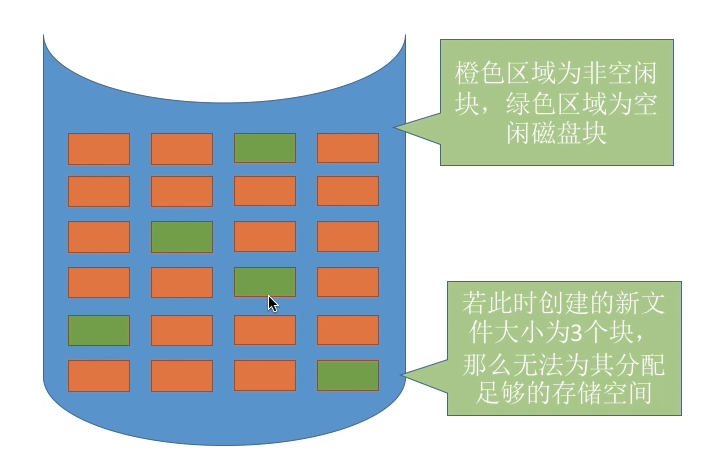 橙色区域为非空闲
块，绿色区域为空
闲磁盘块
若此时创建的新文
件大小为3个块，
那么无法为其分配
足够的存储空间